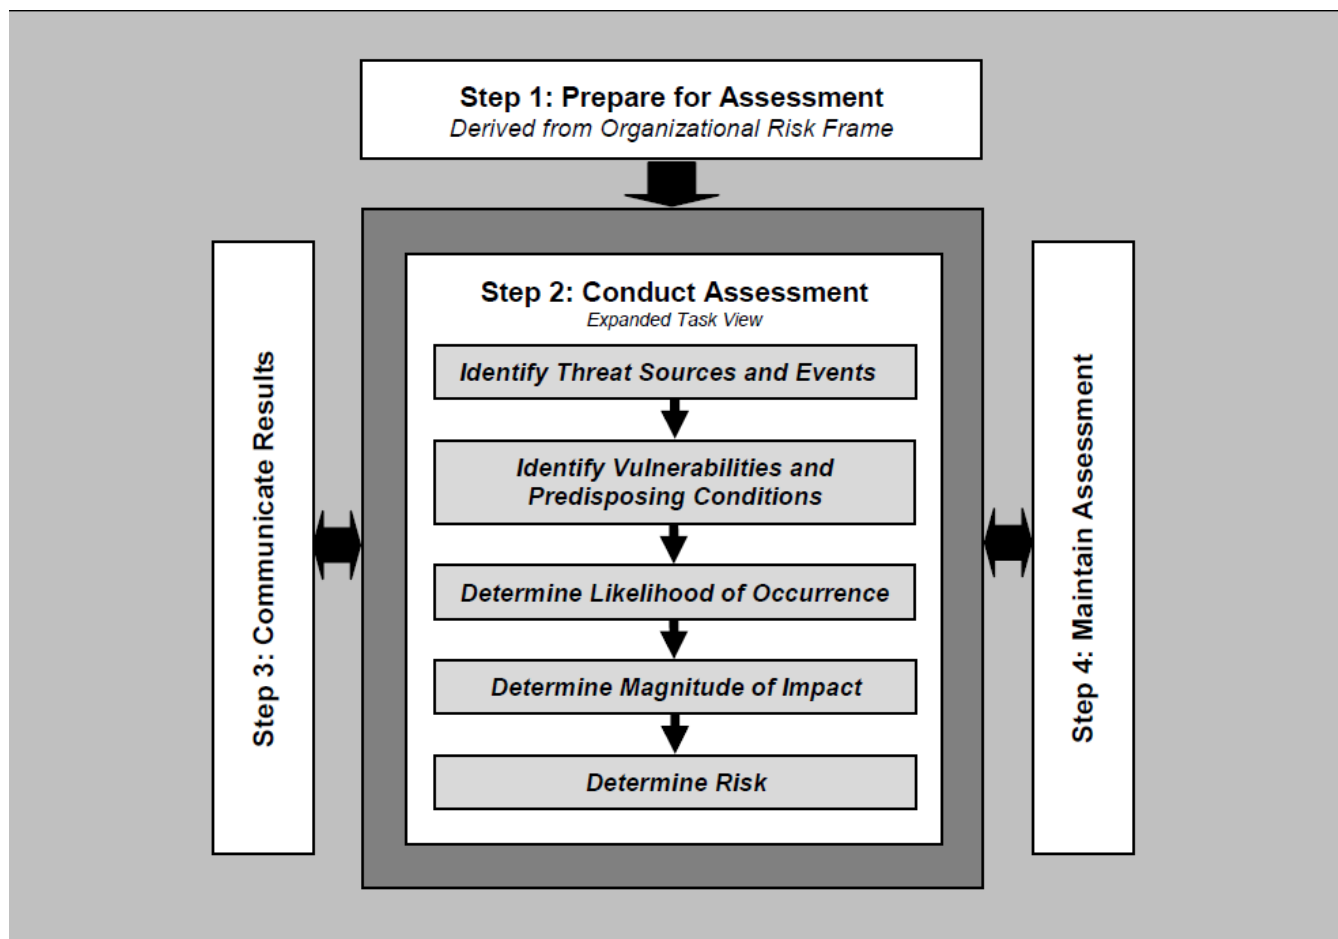 Step 1: Prepare for Assessment
Derived from Organizational Risk Frame
Step 2: Conduct Assessment
Expanded Task View
Identify Threat Sources and Events
Identify Vulnerabilities and
Predisposing Conditions
Determine Likelihood of Occurrence
Determine Magnitude of Impact
Determine Risk
Step 3: Communicate Results
Step 4: Maintain Assessment